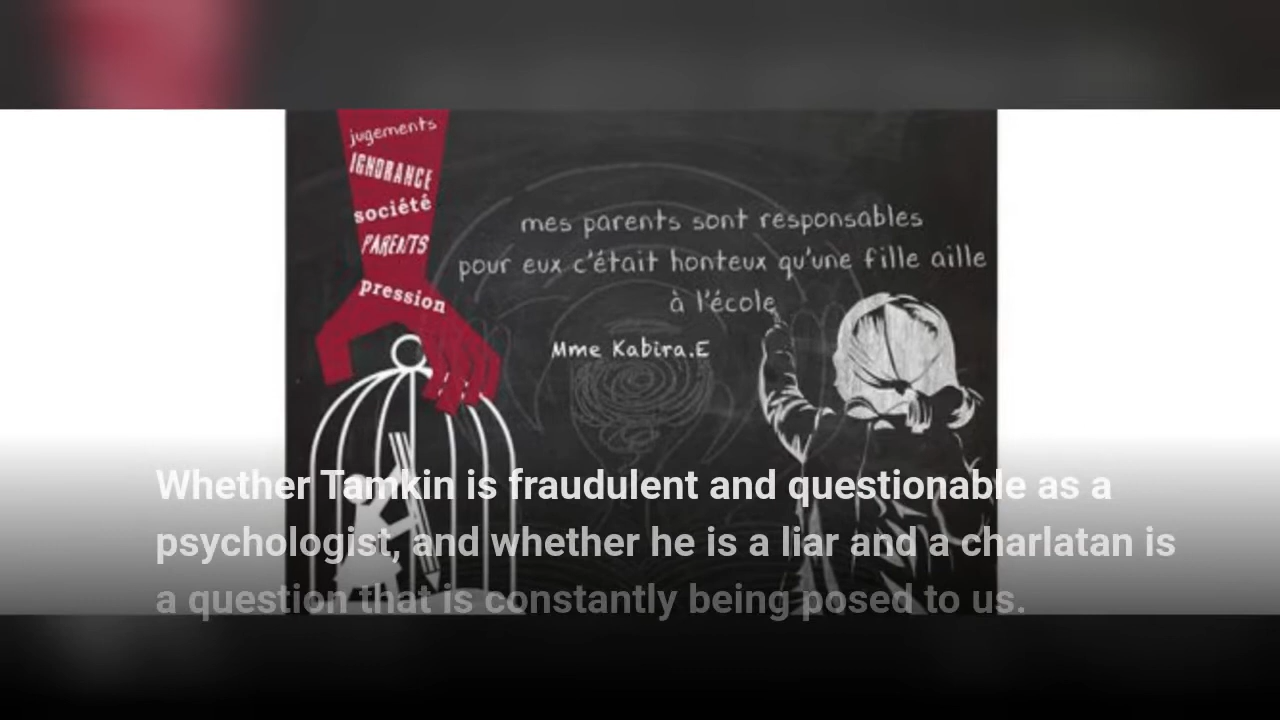 jugements
IGNORANCE
société
PARENTS
pression
mes parents sont responsables
pour eux c'était honteux qu'une fille aille
à l'école
Mme Kabira.E
Whether Tamkin is fraudulent and questionable as a
psychologist, and whether he is a liar and a charlatan is
a question that is constantly being posed to us.